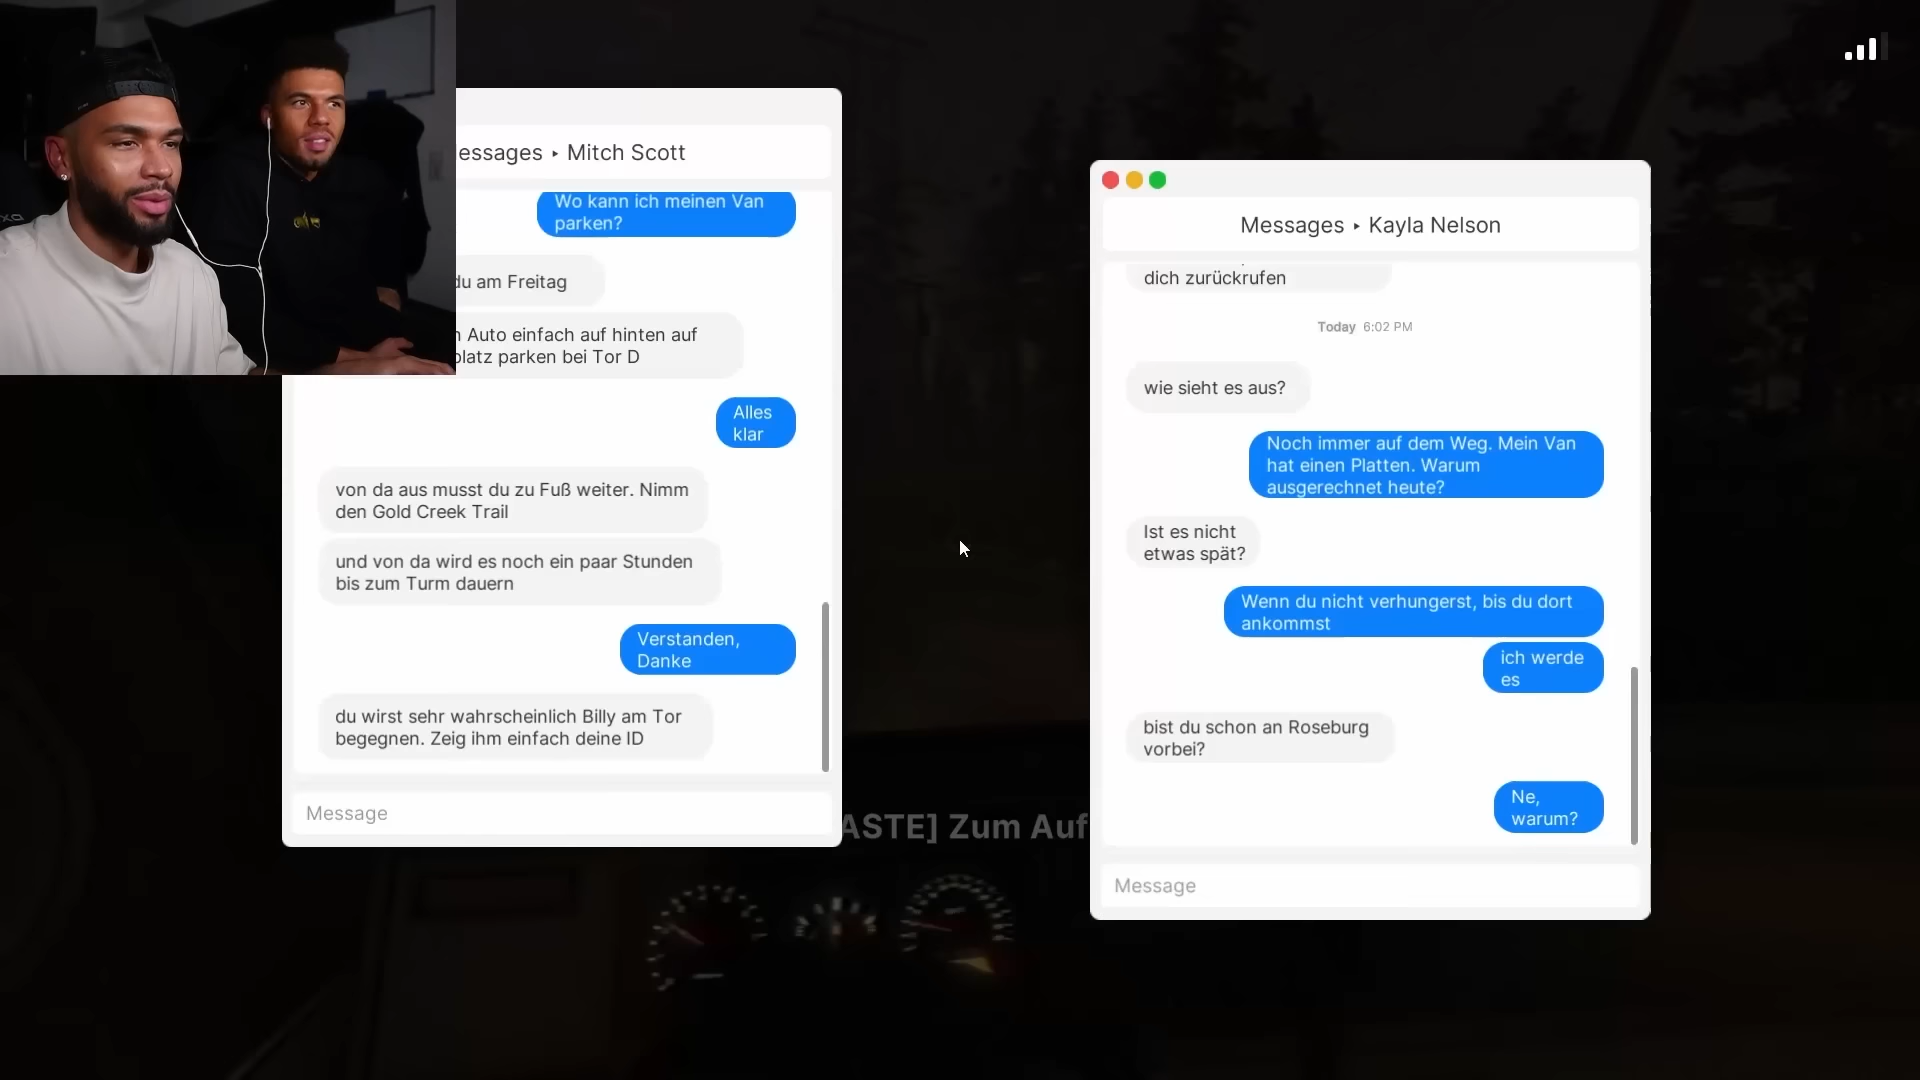 essages ▸ Mitch Scott
Wo kann ich meinen Van
parken?
du am Freitag
Auto einfach auf hinten auf
platz parken bei Tor D
Alles
klar
von da aus musst du zu Fuß weiter. Nimm
den Gold Creek Trail
und von da wird es noch ein paar Stunden
bis zum Turm dauern
Verstanden,
Danke
du wirst sehr wahrscheinlich Billy am Tor
begegnen. Zeig ihm einfach deine ID
Message
ASTE] Zum Auf
Messages ▸ Kayla Nelson
dich zurückrufen
Today 6:02 PM
wie sieht es aus?
Noch immer auf dem Weg. Mein Van
hat einen Platten. Warum
ausgerechnet heute?
Ist es nicht
etwas spät?
Wenn du nicht verhungerst, bis du dort
ankommst
ich werde
es
bist du schon an Roseburg
vorbei?
Ne,
warum?
Message